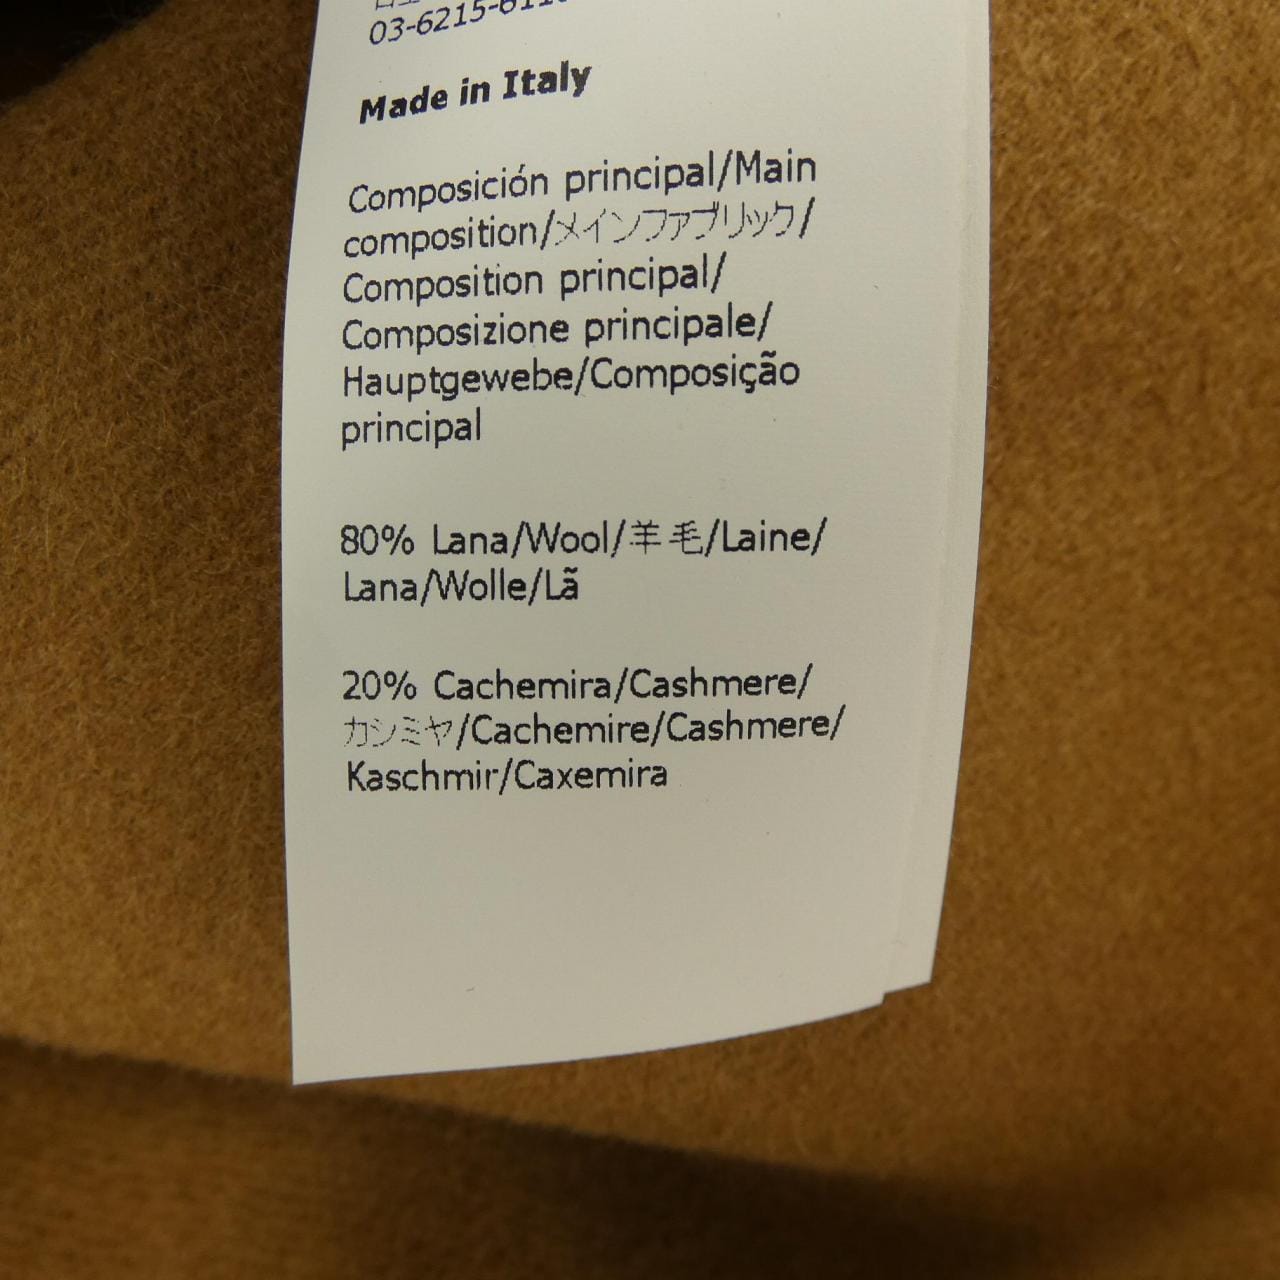 Made in Italy
Composición principal/Main
composition/メインファブリック/
Composition principal/
Composizione principale/
Hauptgewebe/Composição
principal
80% Lana/Wool/羊毛/Laine/
Lana/Wolle/Lã
20% Cachemira/Cashmere/
カシミヤ/Cachemire/Cashmere/
Kaschmir/Caxemira